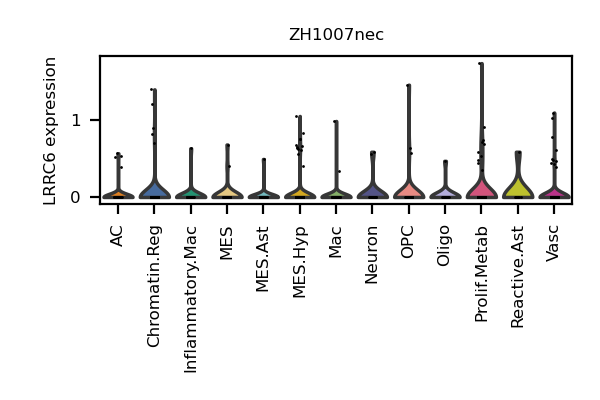 ZH1007nec
LRRC6 expression
1
0
AC
Chromatin.Reg
Inflammatory.Mac
MES
MES.Ast
MES.Hyp
Mac
Neuron
OPC
Oligo
Prolif.Metab
Reactive.Ast
Vasc